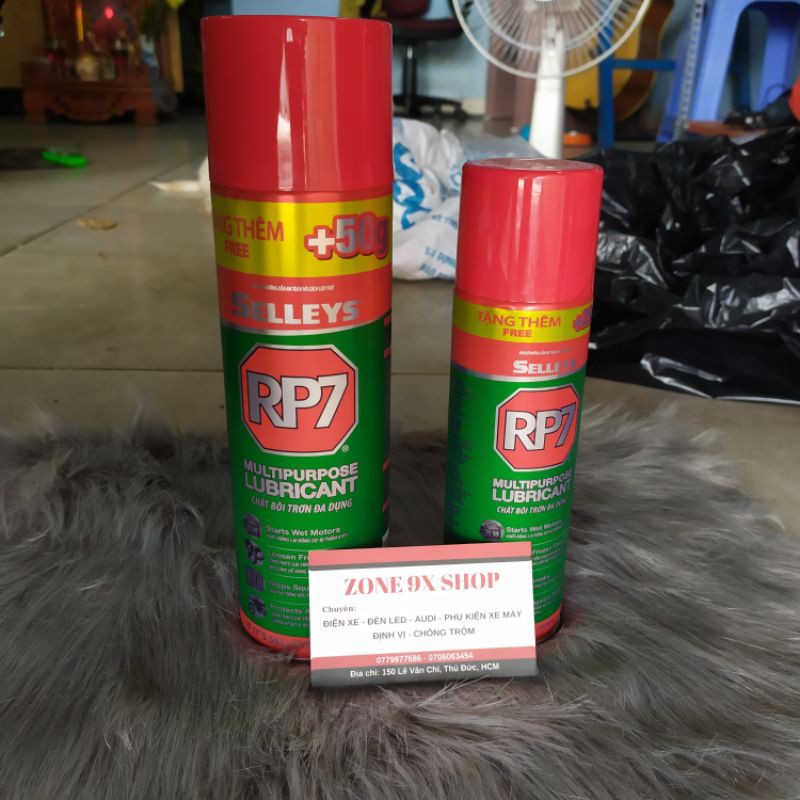 TẶNG THÊM
FREE
+50g
SELLEYS
RP7
®
MULTIPURPOSE
LUBRICANT
CHẤT BÔI TRƠN ĐA DỤNG
Starts Wet Motors
Loosen
Stops
Protects
TẶNG THÊM
FREE
SELLEYS
RP7
MULTIPURPOSE
LUBRICANT
CHẤT BÔI TRƠN ĐA DỤNG
Starts Wet Motors
Frozen
ZONE 9X SHOP
Chuyên:
ĐIỆN XE - ĐÈN LED - AUDI - PHỤ KIỆN XE MÁY
ĐỊNH VỊ - CHỐNG TRỘM
0779977586 - 0706063454
Địa chỉ: 150 Lê Văn Chí, Thủ Đức, HCM